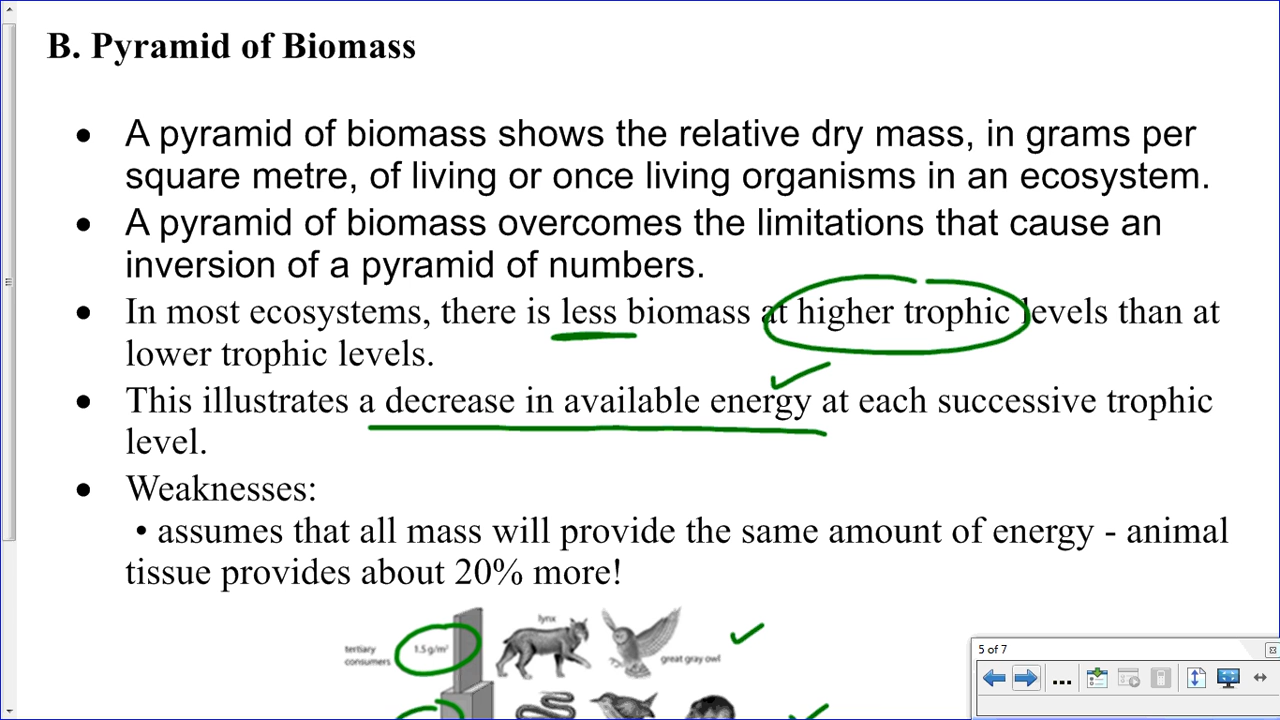 B. Pyramid of Biomass
• A pyramid of biomass shows the relative dry mass, in grams per
square metre, of living or once living organisms in an ecosystem.
• A pyramid of biomass overcomes the limitations that cause an
inversion of a pyramid of numbers.
• In most ecosystems, there is less biomass at higher trophic levels than at
lower trophic levels.
• This illustrates a decrease in available energy at each successive trophic
level.
• Weaknesses:
• assumes that all mass will provide the same amount of energy - animal
tissue provides about 20% more!
lynx
tertiary
consumers
1.5 g/m²
great gray owl
5 of 7